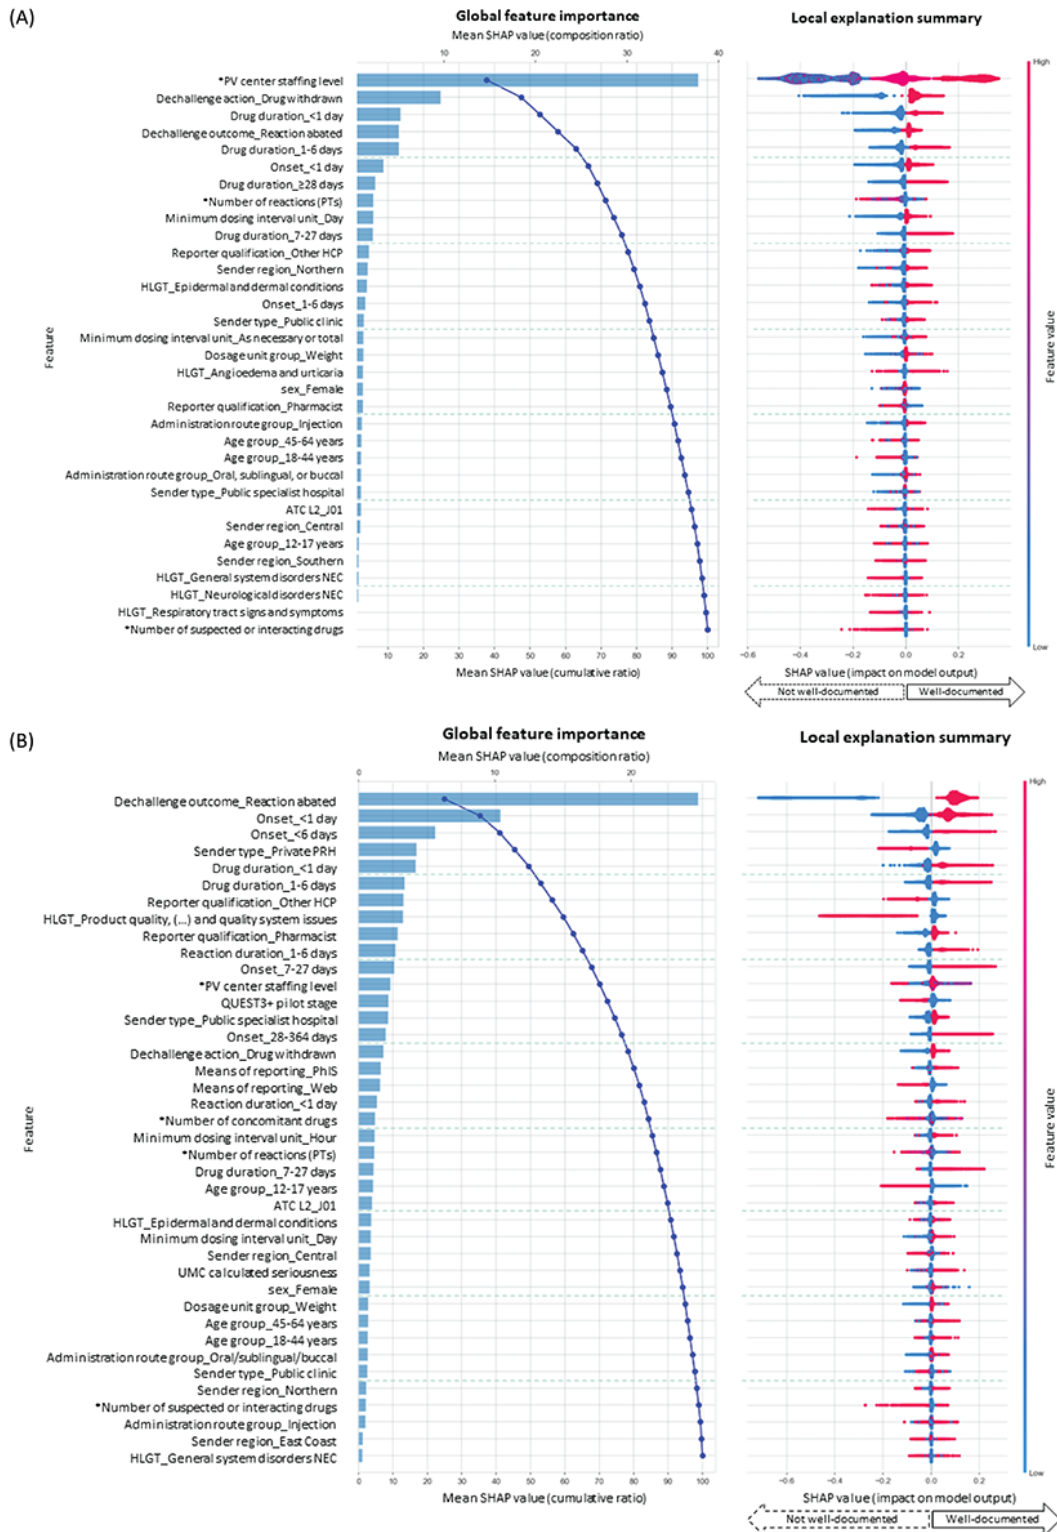 (A)
Global feature importance
Mean SHAP value (composition ratio)
10 20 30 40
Local explanation summary
*PV center staffing level
Dechallenge action_Drug withdrawn
Drug duration_<1 day
Dechallenge outcome_Reaction abated
Drug duration_1-6 days
Onset_<1 day
Drug duration_≥28 days
*Number of reactions (PTs)
Minimum dosing interval unit_Day
Drug duration_7-27 days
Reporter qualification_Other HCP
Sender region_Northern
HLGT_Epidermal and dermal conditions
Onset_1-6 days
Sender type_Public clinic
Minimum dosing interval unit_As necessary or total
Dosage unit group_Weight
HLGT_Angioedema and urticaria
sex_Female
Reporter qualification_Pharmacist
Administration route group_Injection
Age group_45-64 years
Age group_18-44 years
Administration route group_Oral, sublingual, or buccal
Sender type_Public specialist hospital
ATC L2_J01
Sender region_Central
Age group_12-17 years
Sender region_Southern
HLGT_General system disorders NEC
HLGT_Neurological disorders NEC
HLGT_Respiratory tract signs and symptoms
*Number of suspected or interacting drugs
Feature
10 20 30 40 50 60 70 80 90 100
Mean SHAP value (cumulative ratio)
−0.6 −0.4 −0.2 0.0 0.2
SHAP value (impact on model output)
Not well-documented
Well-documented
High
Feature value
Low
(B)
Global feature importance
Mean SHAP value (composition ratio)
0 10 20
Local explanation summary
Dechallenge outcome_Reaction abated
Onset_<1 day
Onset_<6 days
Sender type_Private PRH
Drug duration_<1 day
Drug duration_1-6 days
Reporter qualification_Other HCP
HLGT_Product quality, (...) and quality system issues
Reporter qualification_Pharmacist
Reaction duration_1-6 days
Onset_7-27 days
*PV center staffing level
QUEST3+ pilot stage
Sender type_Public specialist hospital
Onset_28-364 days
Dechallenge action_Drug withdrawn
Means of reporting_PhIS
Means of reporting_Web
Reaction duration_<1 day
*Number of concomitant drugs
Minimum dosing interval unit_Hour
*Number of reactions (PTs)
Drug duration_7-27 days
Age group_12-17 years
ATC L2_J01
HLGT_Epidermal and dermal conditions
Minimum dosing interval unit_Day
Sender region_Central
UMC calculated seriousness
sex_Female
Dosage unit group_Weight
Age group_45-64 years
Age group_18-44 years
Administration route group_Oral/sublingual/buccal
Sender type_Public clinic
Sender region_Northern
*Number of suspected or interacting drugs
Administration route group_Injection
Sender region_East Coast
HLGT_General system disorders NEC
Feature
0 10 20 30 40 50 60 70 80 90 100
Mean SHAP value (cumulative ratio)
−0.6 −0.4 −0.2 0.0 0.2
SHAP value (impact on model output)
Not well-documented
Well-documented
High
Feature value
Low